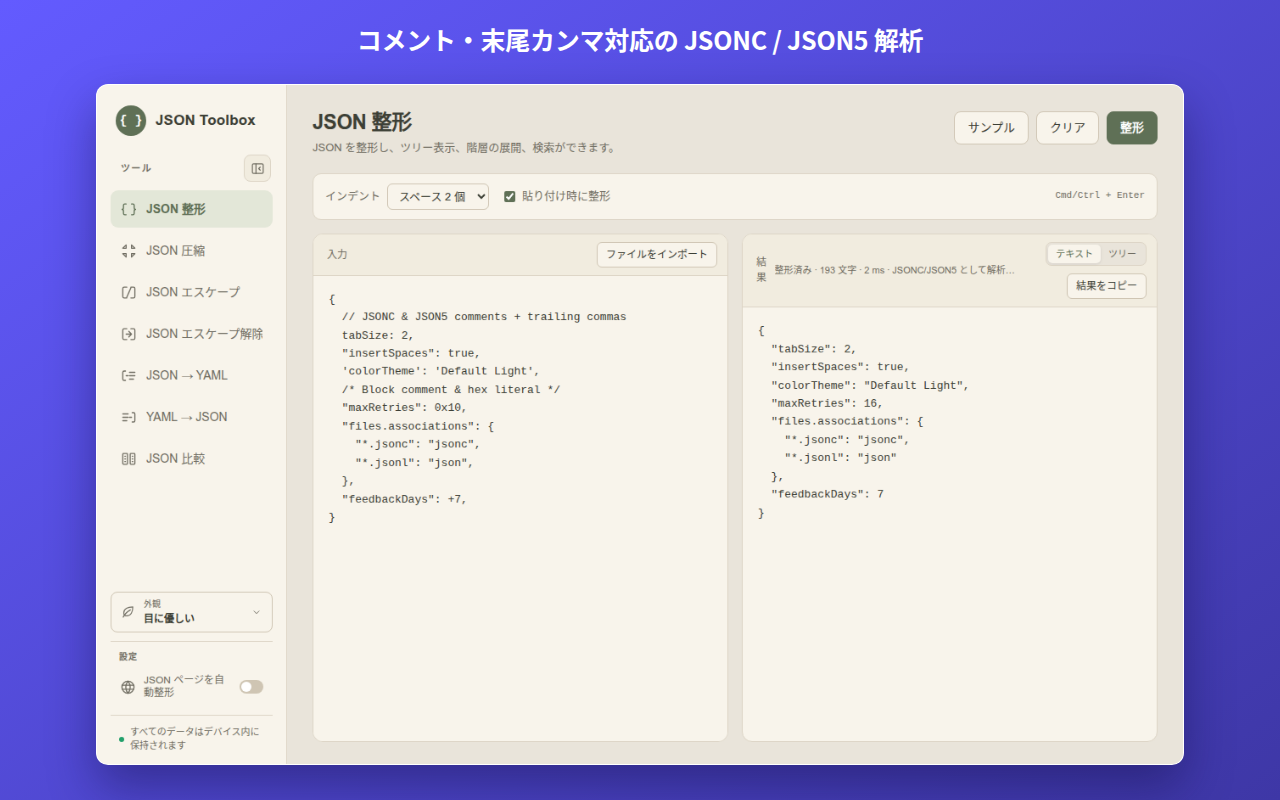 コメント・末尾カンマ対応の JSONC / JSON5 解析
{ } JSON Toolbox
ツール
JSON 整形
JSON 圧縮
JSON エスケープ
JSON エスケープ解除
JSON → YAML
YAML → JSON
JSON 比較
外観
目に優しい
設定
JSON ページを自
動整形
すべてのデータはデバイス内に
保持されます
JSON 整形
JSON を整形し、ツリー表示、階層の展開、検索ができます。
サンプル
クリア
整形
インデント
スペース 2 個
貼り付け時に整形
Cmd/Ctrl + Enter
入力
ファイルをインポート
{
  // JSONC & JSON5 comments + trailing commas
  tabSize: 2,
  "insertSpaces": true,
  'colorTheme': 'Default Light',
  /* Block comment & hex literal */
  "maxRetries": 0x10,
  "files.associations": {
    "*.jsonc": "jsonc",
    "*.jsonl": "json",
  },
  "feedbackDays": +7,
}
結
果
整形済み · 193 文字 · 2 ms · JSONC/JSON5 として解析…
テキスト
ツリー
結果をコピー
{
  "tabSize": 2,
  "insertSpaces": true,
  "colorTheme": "Default Light",
  "maxRetries": 16,
  "files.associations": {
    "*.jsonc": "jsonc",
    "*.jsonl": "json"
  },
  "feedbackDays": 7
}